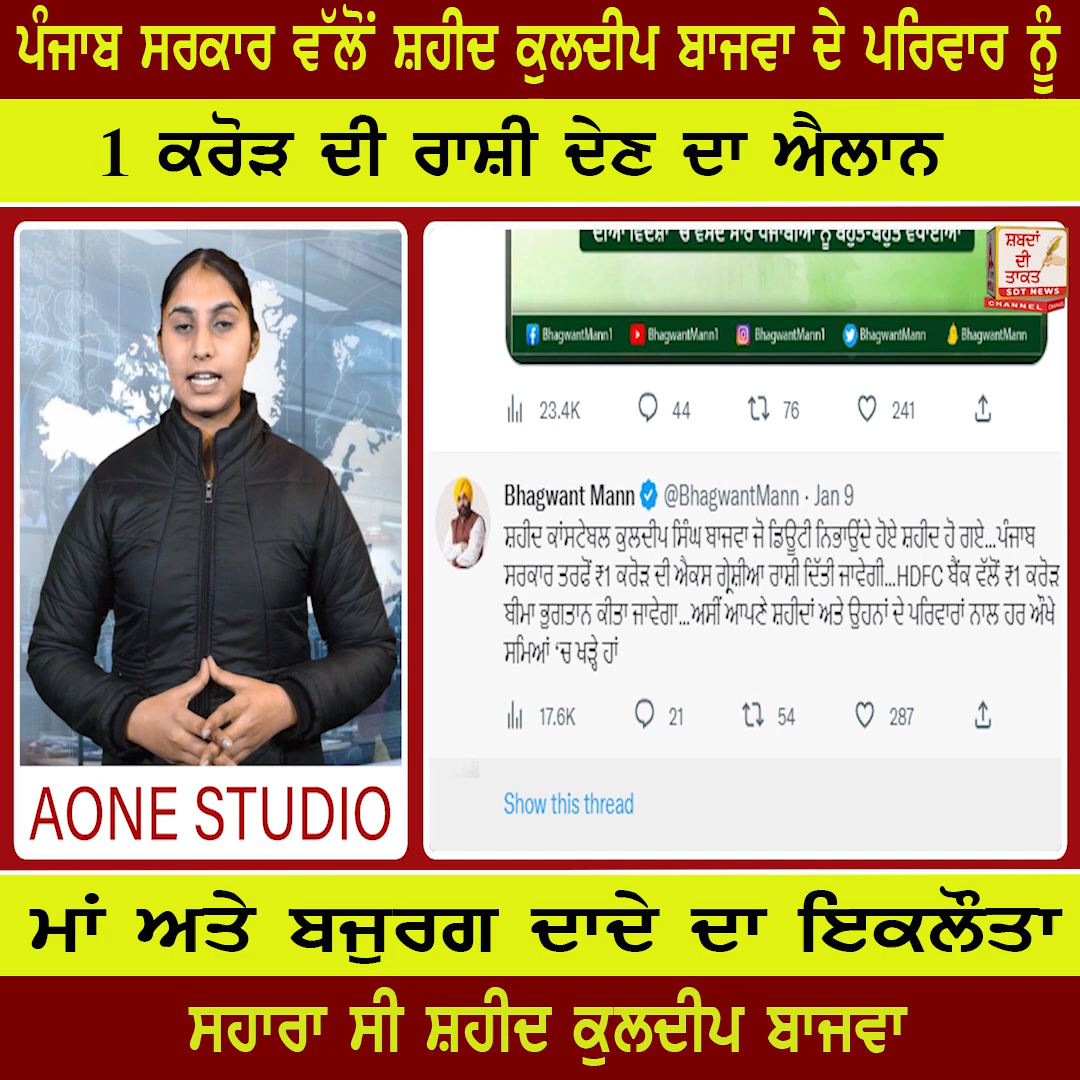 ਪੰਜਾਬ ਸਰਕਾਰ ਵੱਲੋਂ ਸ਼ਹੀਦ ਕੁਲਦੀਪ ਬਾਜਵਾ ਦੇ ਪਰਿਵਾਰ ਨੂੰ
1 ਕਰੋੜ ਦੀ ਰਾਸ਼ੀ ਦੇਣ ਦਾ ਐਲਾਨ
ਸ਼ਬਦਾਂ
ਦੀ
ਤਾਕਤ
SDT NEWS
CHANNEL
BhagwantMann1 BhagwantMann1 BhagwantMann1 BhagwantMann BhagwantMann
23.4K 44 76 241
Bhagwant Mann @BhagwantMann · Jan 9
ਸ਼ਹੀਦ ਕਾਂਸਟੇਬਲ ਕੁਲਦੀਪ ਸਿੰਘ ਬਾਜਵਾ ਜੋ ਡਿਊਟੀ ਨਿਭਾਉਂਦੇ ਹੋਏ ਸ਼ਹੀਦ ਹੋ ਗਏ...ਪੰਜਾਬ
ਸਰਕਾਰ ਤਰਫੋਂ ₹1 ਕਰੋੜ ਦੀ ਐਕਸ ਗ੍ਰੇਸ਼ੀਆ ਰਾਸ਼ੀ ਦਿੱਤੀ ਜਾਵੇਗੀ...HDFC ਬੈਂਕ ਵੱਲੋਂ ₹1 ਕਰੋੜ
ਬੀਮਾ ਭੁਗਤਾਨ ਕੀਤਾ ਜਾਵੇਗਾ...ਅਸੀਂ ਆਪਣੇ ਸ਼ਹੀਦਾਂ ਅਤੇ ਉਹਨਾਂ ਦੇ ਪਰਿਵਾਰਾਂ ਨਾਲ ਹਰ ਔਖੇ
ਸਮਿਆਂ 'ਚ ਖੜ੍ਹੇ ਹਾਂ
17.6K 21 54 287
Show this thread
AONE STUDIO
ਮਾਂ ਅਤੇ ਬਜੁਰਗ ਦਾਦੇ ਦਾ ਇਕਲੌਤਾ
ਸਹਾਰਾ ਸੀ ਸ਼ਹੀਦ ਕੁਲਦੀਪ ਬਾਜਵਾ